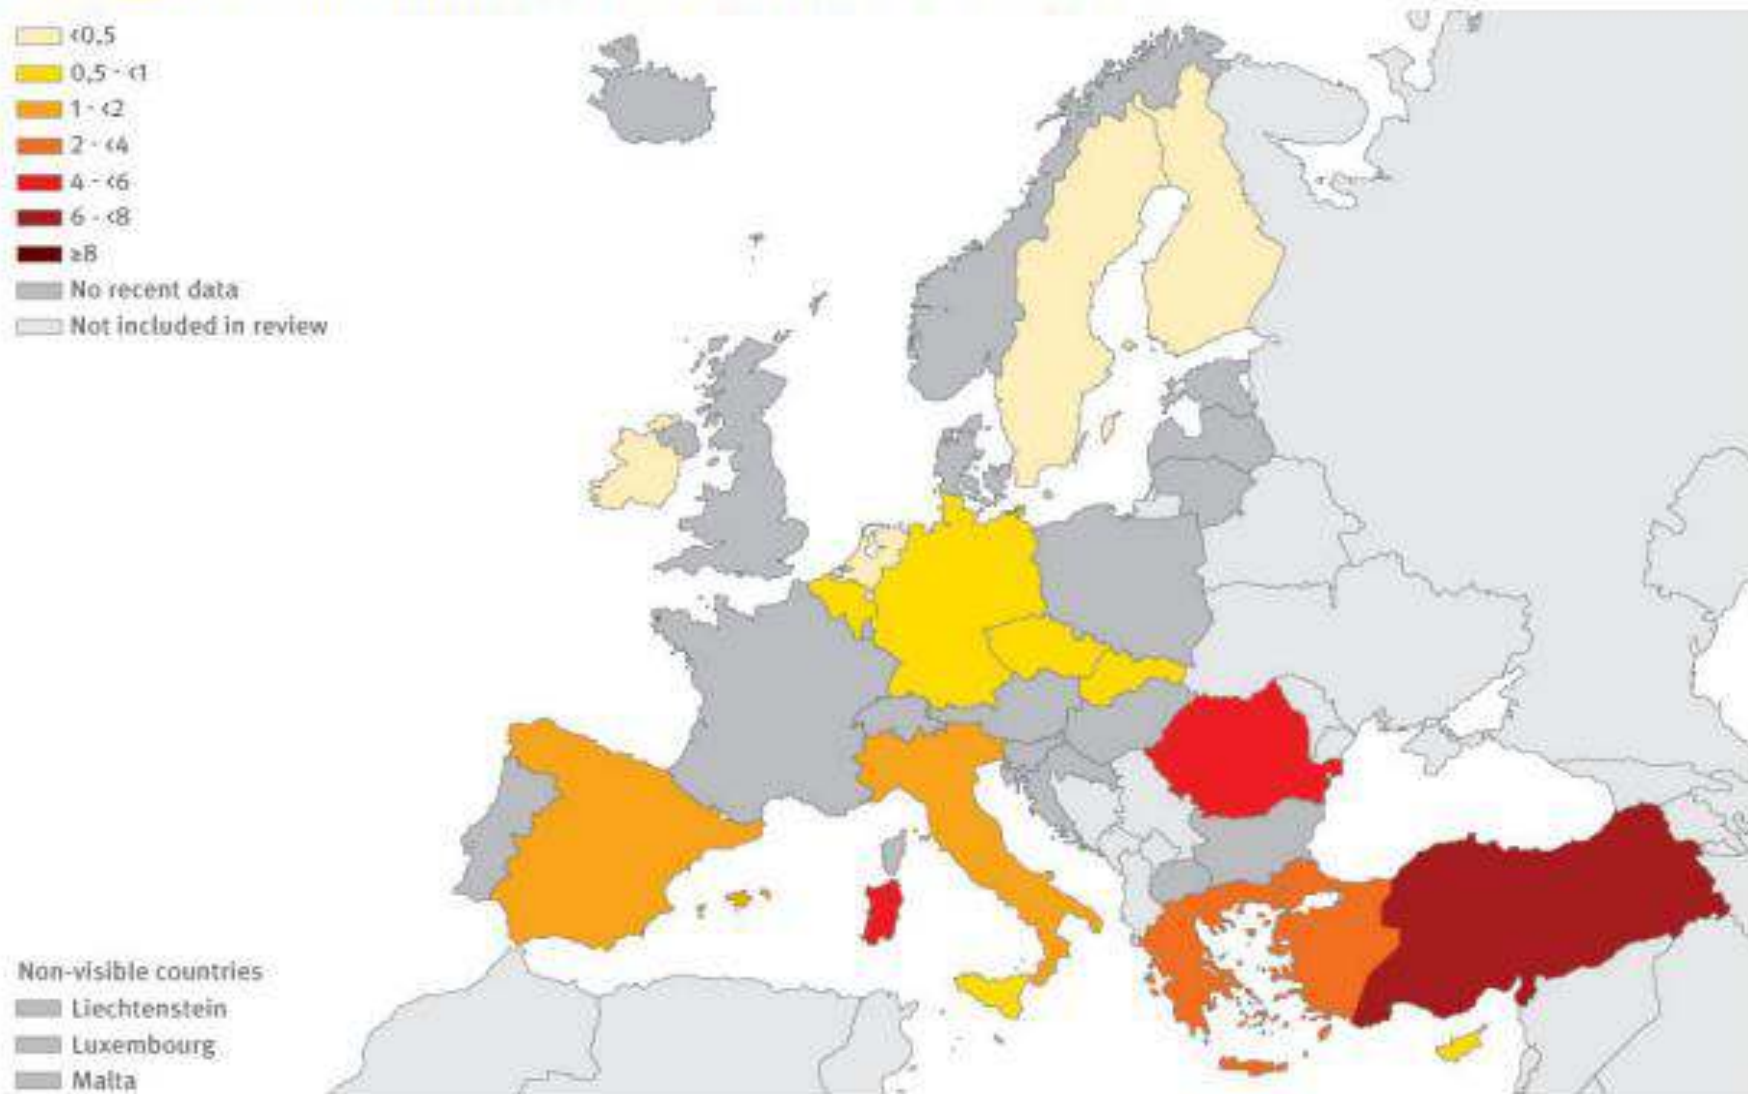 <0.5
0.5 - <1
1 - <2
2 - <4
4 - <6
6 - <8
≥8
No recent data
Not included in review
Non-visible countries
Liechtenstein
Luxembourg
Malta